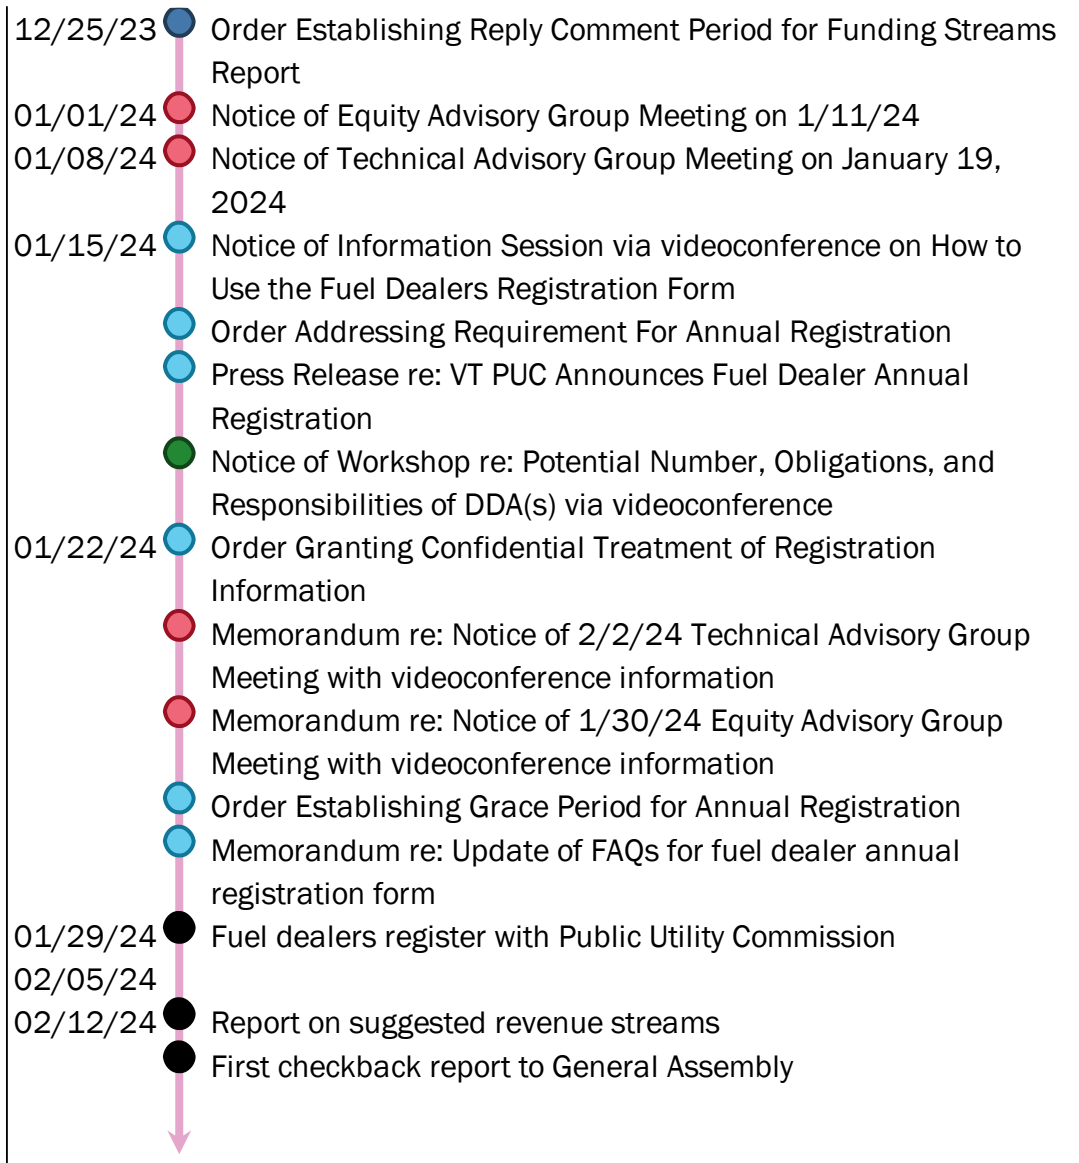 12/25/23 Order Establishing Reply Comment Period for Funding Streams
Report
01/01/24 Notice of Equity Advisory Group Meeting on 1/11/24
01/08/24 Notice of Technical Advisory Group Meeting on January 19,
2024
01/15/24 Notice of Information Session via videoconference on How to
Use the Fuel Dealers Registration Form
Order Addressing Requirement For Annual Registration
Press Release re: VT PUC Announces Fuel Dealer Annual
Registration
Notice of Workshop re: Potential Number, Obligations, and
Responsibilities of DDA(s) via videoconference
01/22/24 Order Granting Confidential Treatment of Registration
Information
Memorandum re: Notice of 2/2/24 Technical Advisory Group
Meeting with videoconference information
Memorandum re: Notice of 1/30/24 Equity Advisory Group
Meeting with videoconference information
Order Establishing Grace Period for Annual Registration
Memorandum re: Update of FAQs for fuel dealer annual
registration form
01/29/24 Fuel dealers register with Public Utility Commission
02/05/24
02/12/24 Report on suggested revenue streams
First checkback report to General Assembly